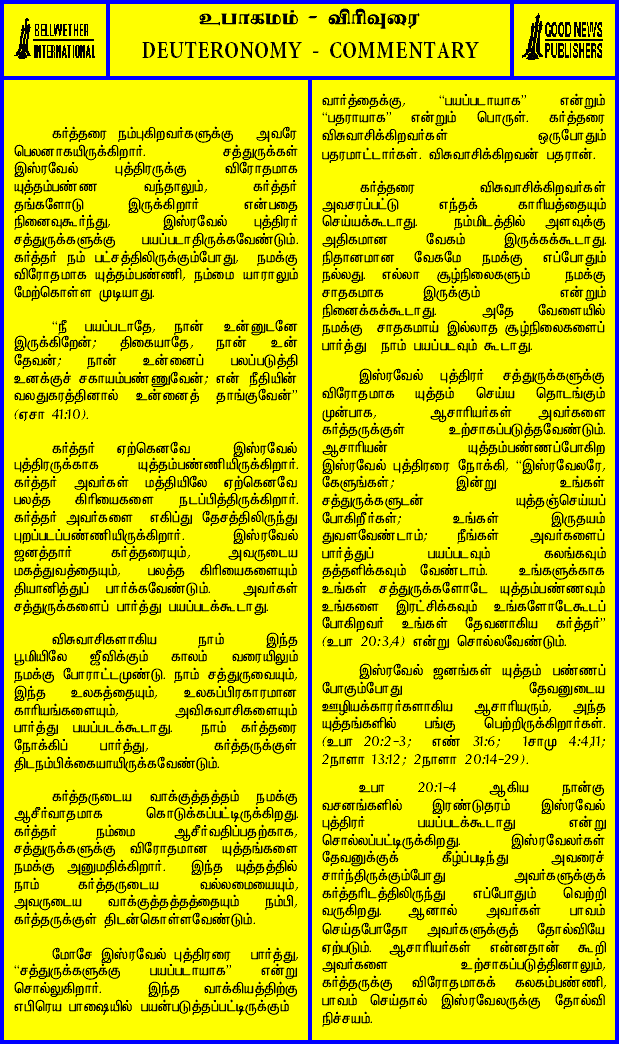 BELLWETHER
INTERNATIONAL
உபாகமம் - விரிவுரை
DEUTERONOMY - COMMENTARY
GOOD NEWS
PUBLISHERS
கர்த்தரை நம்புகிறவர்களுக்கு அவரே
பெலனாகயிருக்கிறார். சத்துருக்கள்
இஸ்ரவேல் புத்திரருக்கு விரோதமாக
யுத்தம்பண்ண வந்தாலும், கர்த்தர்
தங்களோடு இருக்கிறார் என்பதை
நினைவுகூர்ந்து, இஸ்ரவேல் புத்திரர்
சத்துருக்களுக்கு பயப்படாதிருக்கவேண்டும்.
கர்த்தர் நம் பட்சத்திலிருக்கும்போது, நமக்கு
விரோதமாக யுத்தம்பண்ணி, நம்மை யாராலும்
மேற்கொள்ள முடியாது.
“நீ பயப்படாதே, நான் உன்னுடனே
இருக்கிறேன்; திகையாதே, நான் உன்
தேவன்; நான் உன்னைப் பலப்படுத்தி
உனக்குச் சகாயம்பண்ணுவேன்; என் நீதியின்
வலதுகரத்தினால் உன்னைத் தாங்குவேன்”
(ஏசா 41:10).
கர்த்தர் ஏற்கெனவே இஸ்ரவேல்
புத்திரருக்காக யுத்தம்பண்ணியிருக்கிறார்.
கர்த்தர் அவர்கள் மத்தியிலே ஏற்கெனவே
பலத்த கிரியைகளை நடப்பித்திருக்கிறார்.
கர்த்தர் அவர்களை எகிப்து தேசத்திலிருந்து
புறப்படப்பண்ணியிருக்கிறார். இஸ்ரவேல்
ஜனத்தார் கர்த்தரையும், அவருடைய
மகத்துவத்தையும், பலத்த கிரியைகளையும்
தியானித்துப் பார்க்கவேண்டும். அவர்கள்
சத்துருக்களைப் பார்த்து பயப்படக்கூடாது.
விசுவாசிகளாகிய நாம் இந்த
பூமியிலே ஜீவிக்கும் காலம் வரையிலும்
நமக்கு போராட்டமுண்டு. நாம் சத்துருவையும்,
இந்த உலகத்தையும், உலகப்பிரகாரமான
காரியங்களையும், அவிசுவாசிகளையும்
பார்த்து பயப்படக்கூடாது. நாம் கர்த்தரை
நோக்கிப் பார்த்து, கர்த்தருக்குள்
திடநம்பிக்கையாயிருக்கவேண்டும்.
கர்த்தருடைய வாக்குத்தத்தம் நமக்கு
ஆசீர்வாதமாக கொடுக்கப்பட்டிருக்கிறது.
கர்த்தர் நம்மை ஆசீர்வதிப்பதற்காக,
சத்துருக்களுக்கு விரோதமான யுத்தங்களை
நமக்கு அனுமதிக்கிறார். இந்த யுத்தத்தில்
நாம் கர்த்தருடைய வல்லமையையும்,
அவருடைய வாக்குத்தத்தத்தையும் நம்பி,
கர்த்தருக்குள் திடன்கொள்ளவேண்டும்.
மோசே இஸ்ரவேல் புத்திரரை பார்த்து,
“சத்துருக்களுக்கு பயப்படாயாக” என்று
சொல்லுகிறார். இந்த வாக்கியத்திற்கு
எபிரெய பாஷையில் பயன்படுத்தப்பட்டிருக்கும்
வார்த்தைக்கு, “பயப்படாயாக” என்றும்
“பதராயாக” என்றும் பொருள். கர்த்தரை
விசுவாசிக்கிறவர்கள் ஒருபோதும்
பதரமாட்டார்கள். விசுவாசிக்கிறவன் பதரான்.
கர்த்தரை விசுவாசிக்கிறவர்கள்
அவசரப்பட்டு எந்தக் காரியத்தையும்
செய்யக்கூடாது. நம்மிடத்தில் அளவுக்கு
அதிகமான வேகம் இருக்கக்கூடாது.
நிதானமான வேகமே நமக்கு எப்போதும்
நல்லது. எல்லா சூழ்நிலைகளும் நமக்கு
சாதகமாக இருக்கும் என்றும்
நினைக்கக்கூடாது. அதே வேளையில்
நமக்கு சாதகமாய் இல்லாத சூழ்நிலைகளைப்
பார்த்து நாம் பயப்படவும் கூடாது.
இஸ்ரவேல் புத்திரர் சத்துருக்களுக்கு
விரோதமாக யுத்தம் செய்ய தொடங்கும்
முன்பாக, ஆசாரியர்கள் அவர்களை
கர்த்தருக்குள் உற்சாகப்படுத்தவேண்டும்.
ஆசாரியன் யுத்தம்பண்ணப்போகிற
இஸ்ரவேல் புத்திரரை நோக்கி, “இஸ்ரவேலரே,
கேளுங்கள்; இன்று உங்கள்
சத்துருக்களுடன் யுத்தஞ்செய்யப்
போகிறீர்கள்; உங்கள் இருதயம்
துவளவேண்டாம்; நீங்கள் அவர்களைப்
பார்த்துப் பயப்படவும் கலங்கவும்
தத்தளிக்கவும் வேண்டாம். உங்களுக்காக
உங்கள் சத்துருக்களோடே யுத்தம்பண்ணவும்
உங்களை இரட்சிக்கவும் உங்களோடேகூடப்
போகிறவர் உங்கள் தேவனாகிய கர்த்தர்”
(உபா 20:3,4) என்று சொல்லவேண்டும்.
இஸ்ரவேல் ஜனங்கள் யுத்தம் பண்ணப்
போகும்போது தேவனுடைய
ஊழியக்காரர்களாகிய ஆசாரியரும், அந்த
யுத்தங்களில் பங்கு பெற்றிருக்கிறார்கள்.
(உபா 20:2-3; எண் 31:6; 1சாமு 4:4,11;
2நாளா 13:12; 2நாளா 20:14-29).
உபா 20:1-4 ஆகிய நான்கு
வசனங்களில் இரண்டுதரம் இஸ்ரவேல்
புத்திரர் பயப்படக்கூடாது என்று
சொல்லப்பட்டிருக்கிறது. இஸ்ரவேலர்கள்
தேவனுக்குக் கீழ்ப்படிந்து அவரைச்
சார்ந்திருக்கும்போது அவர்களுக்குக்
கர்த்தரிடத்திலிருந்து எப்போதும் வெற்றி
வருகிறது. ஆனால் அவர்கள் பாவம்
செய்தபோதோ அவர்களுக்குத் தோல்வியே
ஏற்படும். ஆசாரியர்கள் என்னதான் கூறி
அவர்களை உற்சாகப்படுத்தினாலும்,
கர்த்தருக்கு விரோதமாகக் கலகம்பண்ணி,
பாவம் செய்தால் இஸ்ரவேலருக்கு தோல்வி
நிச்சயம்.